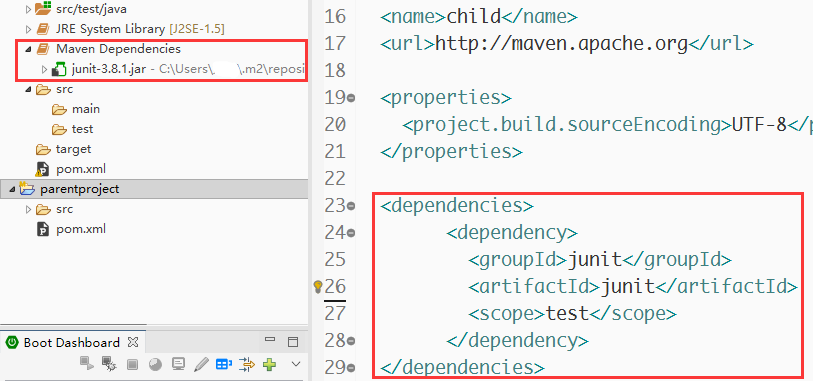 src/test/java
JRE System Library [J2SE-1.5]
Maven Dependencies
junit-3.8.1.jar - C:\Users\ \.m2\reposi
src
main
test
target
pom.xml
parentproject
src
pom.xml
Boot Dashboard
16 <name>child</name>
17 <url>http://maven.apache.org</url>
18
19 <properties>
20 <project.build.sourceEncoding>UTF-8</p
21 </properties>
22
23 <dependencies>
24 <dependency>
25 <groupId>junit</groupId>
26 <artifactId>junit</artifactId>
27 <scope>test</scope>
28 </dependency>
29 </dependencies>